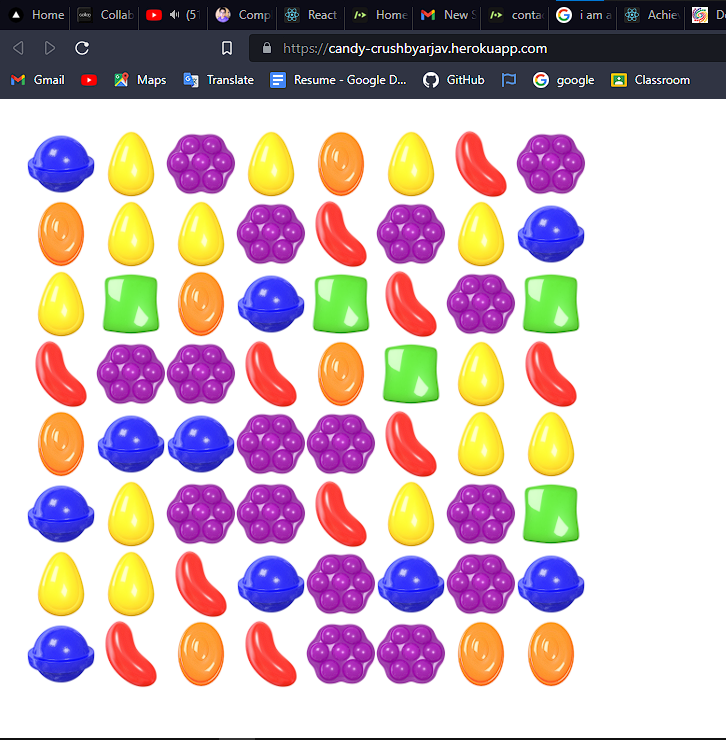 Home Collab (51 Comp React Home New S conta i am a Achie D
https://candy-crushbyarjav.herokuapp.com
Gmail Maps Translate Resume - Google D... GitHub google Classroom